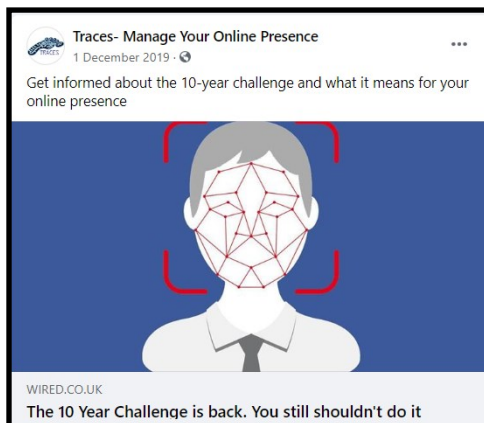 TRACES
Traces- Manage Your Online Presence
1 December 2019 ·
Get informed about the 10-year challenge and what it means for your
online presence
WIRED.CO.UK
The 10 Year Challenge is back. You still shouldn't do it